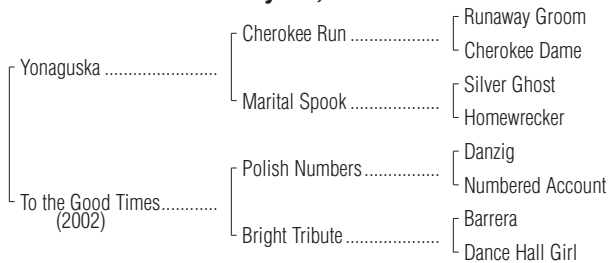 Runaway Groom
Cherokee Run ...................
Cherokee Dame
Yonaguska ........................
Silver Ghost
Marital Spook ...................
Homewrecker
Danzig
Polish Numbers ................
Numbered Account
To the Good Times ............
(2002)
Barrera
Bright Tribute ....................
Dance Hall Girl